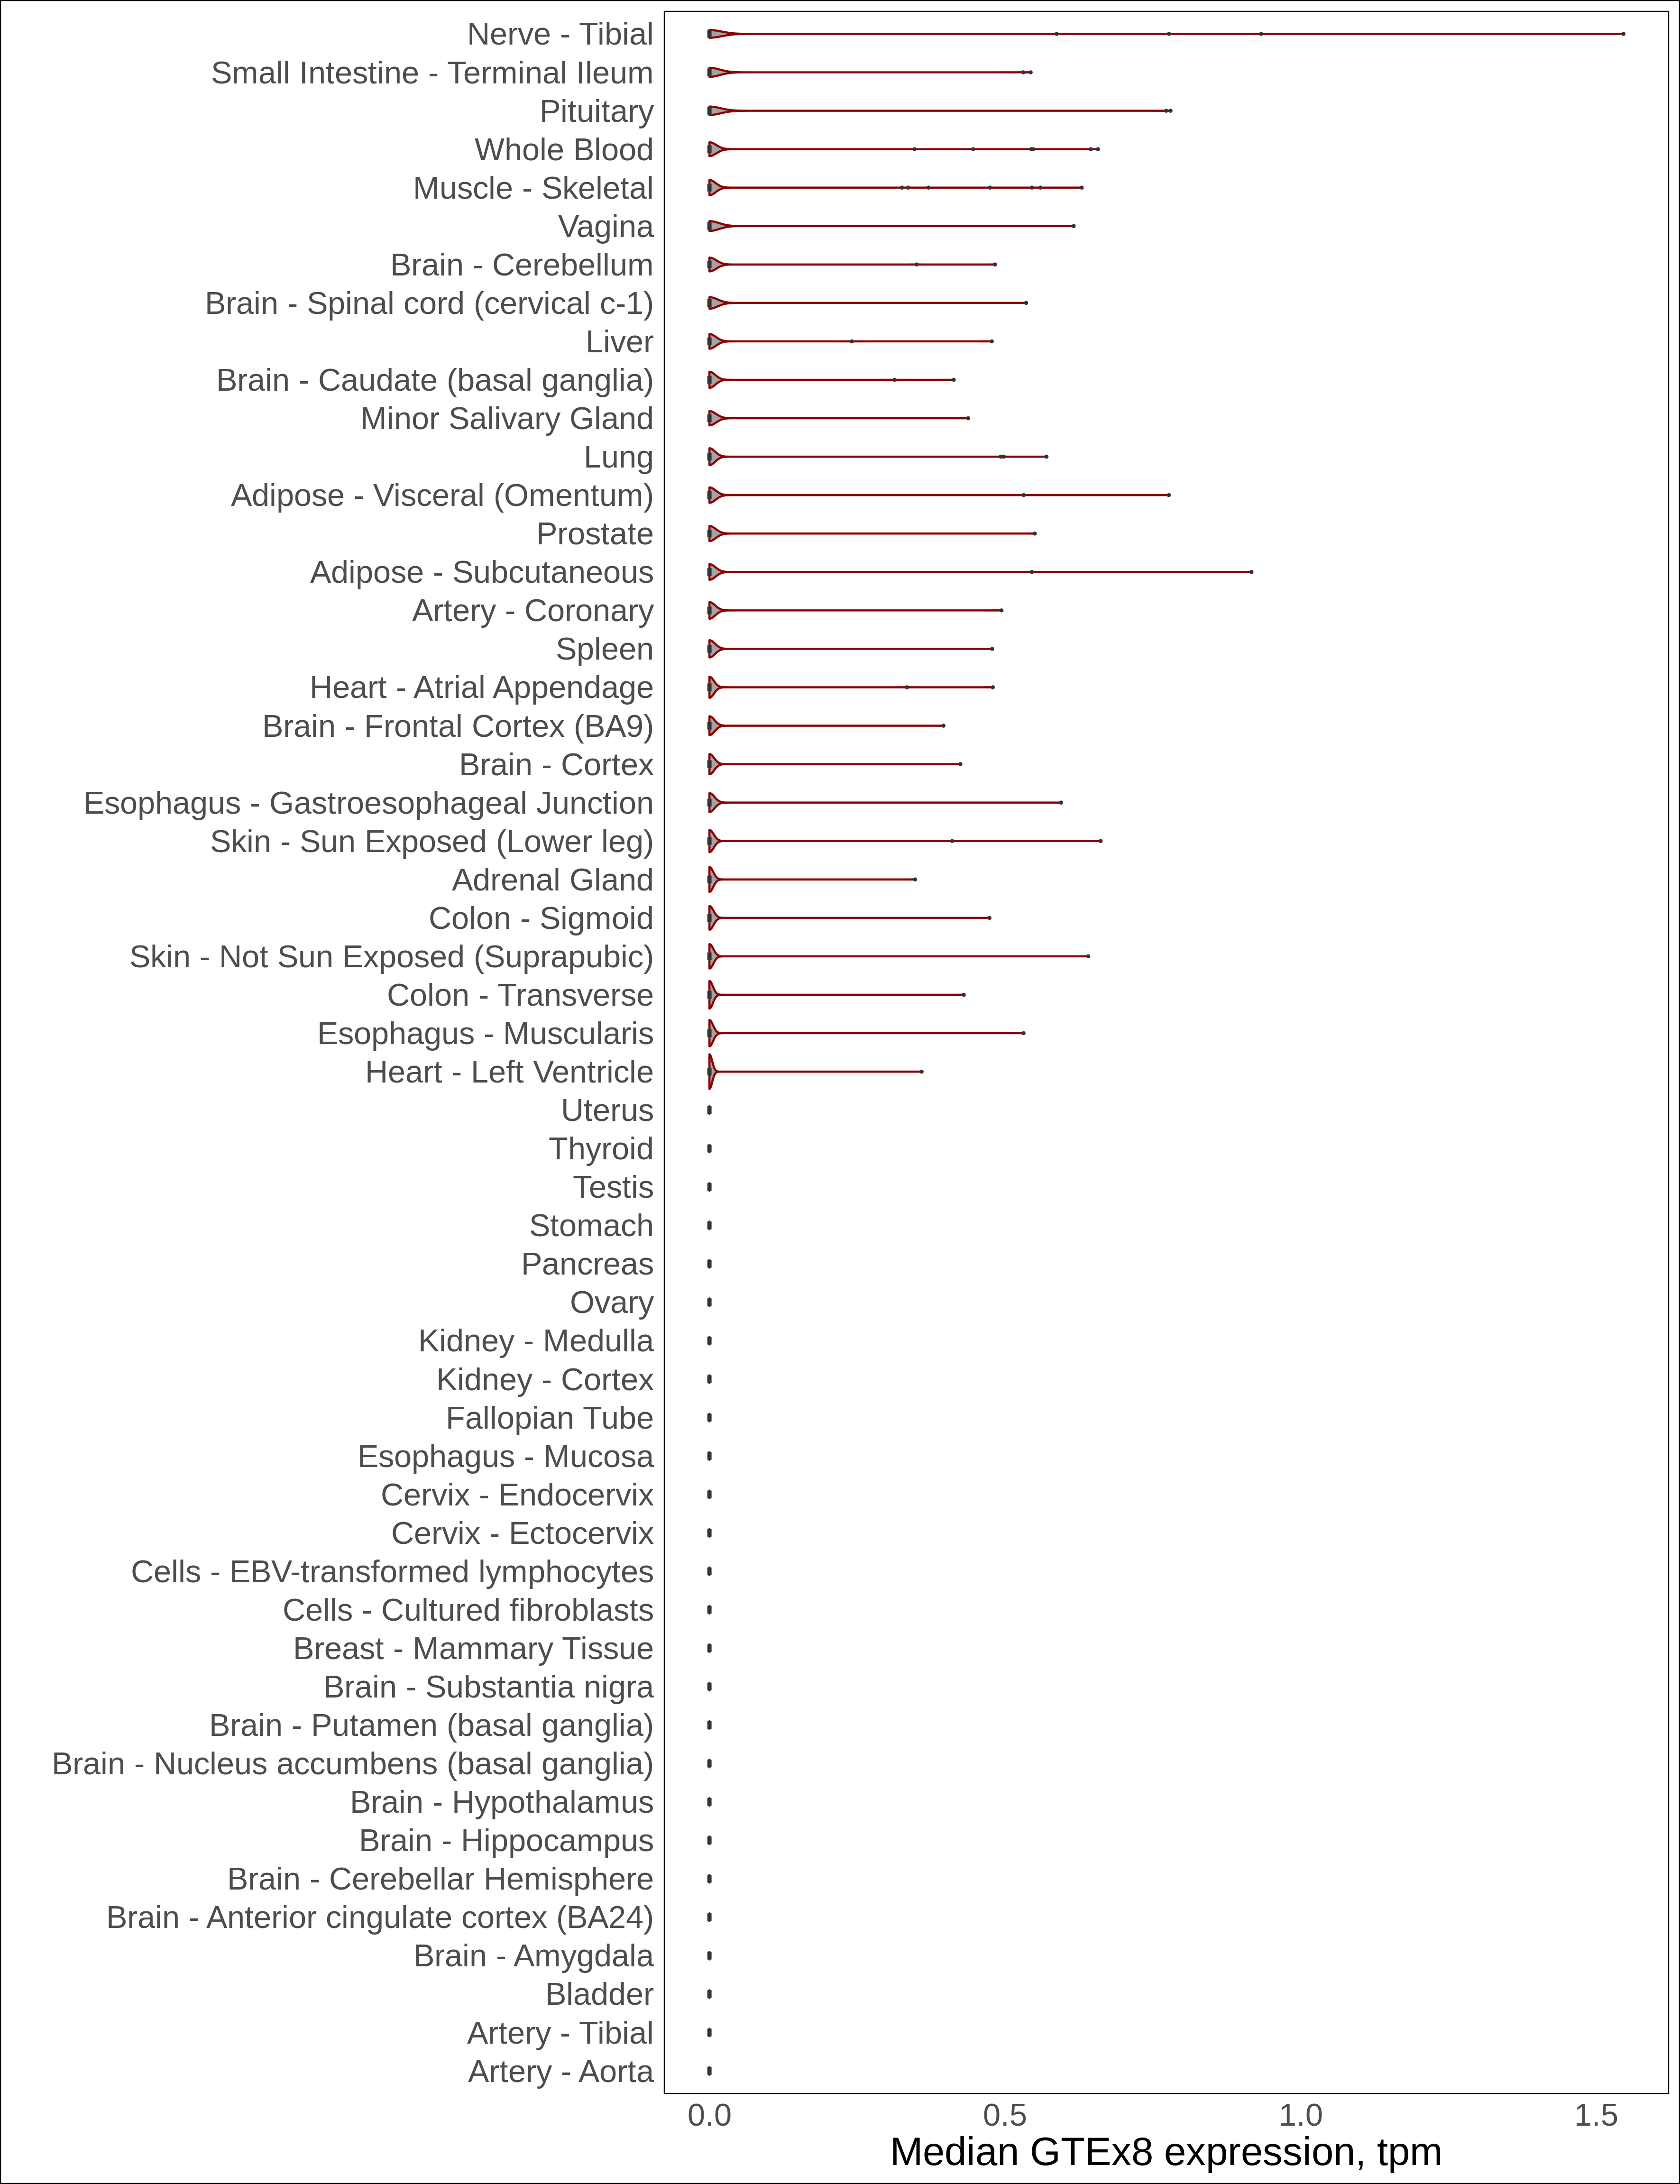 Nerve - Tibial
Small Intestine - Terminal Ileum
Pituitary
Whole Blood
Muscle - Skeletal
Vagina
Brain - Cerebellum
Brain - Spinal cord (cervical c-1)
Liver
Brain - Caudate (basal ganglia)
Minor Salivary Gland
Lung
Adipose - Visceral (Omentum)
Prostate
Adipose - Subcutaneous
Artery - Coronary
Spleen
Heart - Atrial Appendage
Brain - Frontal Cortex (BA9)
Brain - Cortex
Esophagus - Gastroesophageal Junction
Skin - Sun Exposed (Lower leg)
Adrenal Gland
Colon - Sigmoid
Skin - Not Sun Exposed (Suprapubic)
Colon - Transverse
Esophagus - Muscularis
Heart - Left Ventricle
Uterus
Thyroid
Testis
Stomach
Pancreas
Ovary
Kidney - Medulla
Kidney - Cortex
Fallopian Tube
Esophagus - Mucosa
Cervix - Endocervix
Cervix - Ectocervix
Cells - EBV-transformed lymphocytes
Cells - Cultured fibroblasts
Breast - Mammary Tissue
Brain - Substantia nigra
Brain - Putamen (basal ganglia)
Brain - Nucleus accumbens (basal ganglia)
Brain - Hypothalamus
Brain - Hippocampus
Brain - Cerebellar Hemisphere
Brain - Anterior cingulate cortex (BA24)
Brain - Amygdala
Bladder
Artery - Tibial
Artery - Aorta
0.0 0.5 1.0 1.5
Median GTEx8 expression, tpm